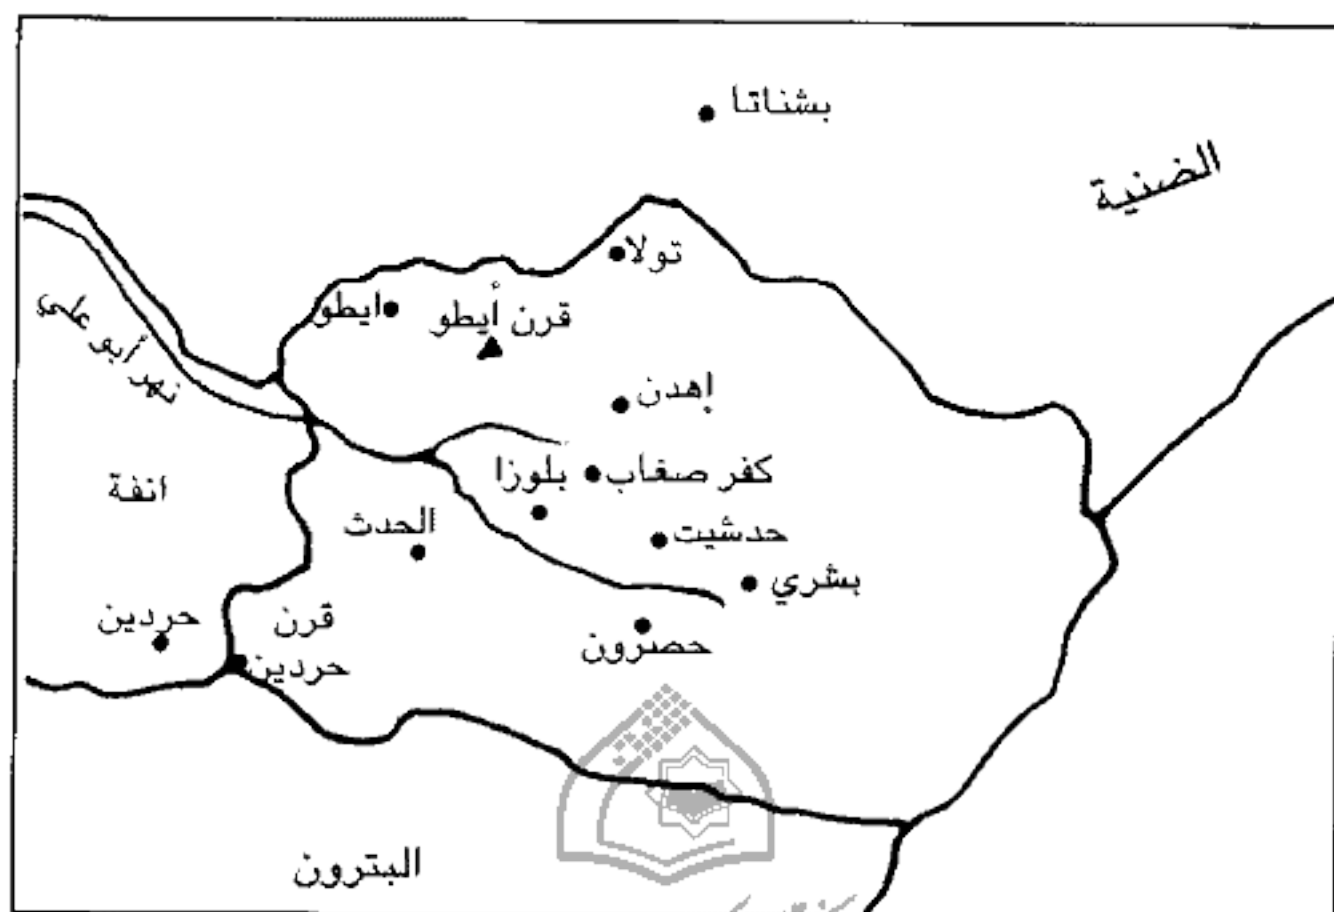 بشناتا
الضنية
تولا
ايطو
قرن أيطو
نهر أبو علي
إهدن
كفر صغاب
بلوزا
انفة
الحدث
حدشيت
بشري
حردين
قرن
حردين
حصرون
البترون